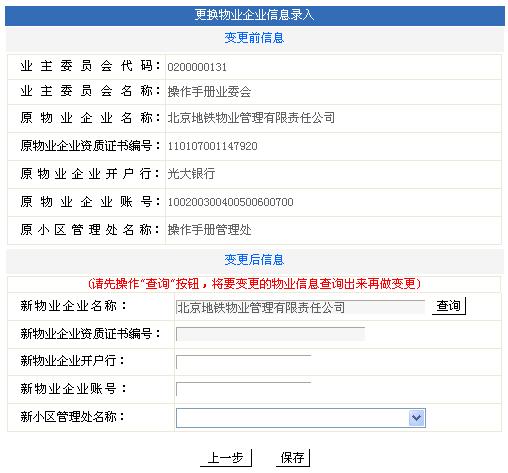 更换物业企业信息录入
变更前信息
业主委员会代码：0200000131
业主委员会名称：操作手册业委会
原物业企业名称：北京地铁物业管理有限责任公司
原物业企业资质证书编号：110107001147920
原物业企业开户行：光大银行
原物业企业账号：100200300400500600700
原小区管理处名称：操作手册管理处
变更后信息
(请先操作“查询”按钮，将要变更的物业信息查询出来再做变更)
新物业企业名称：北京地铁物业管理有限责任公司 查询
新物业企业资质证书编号：
新物业企业开户行：
新物业企业账号：
新小区管理处名称：
上一步 保存